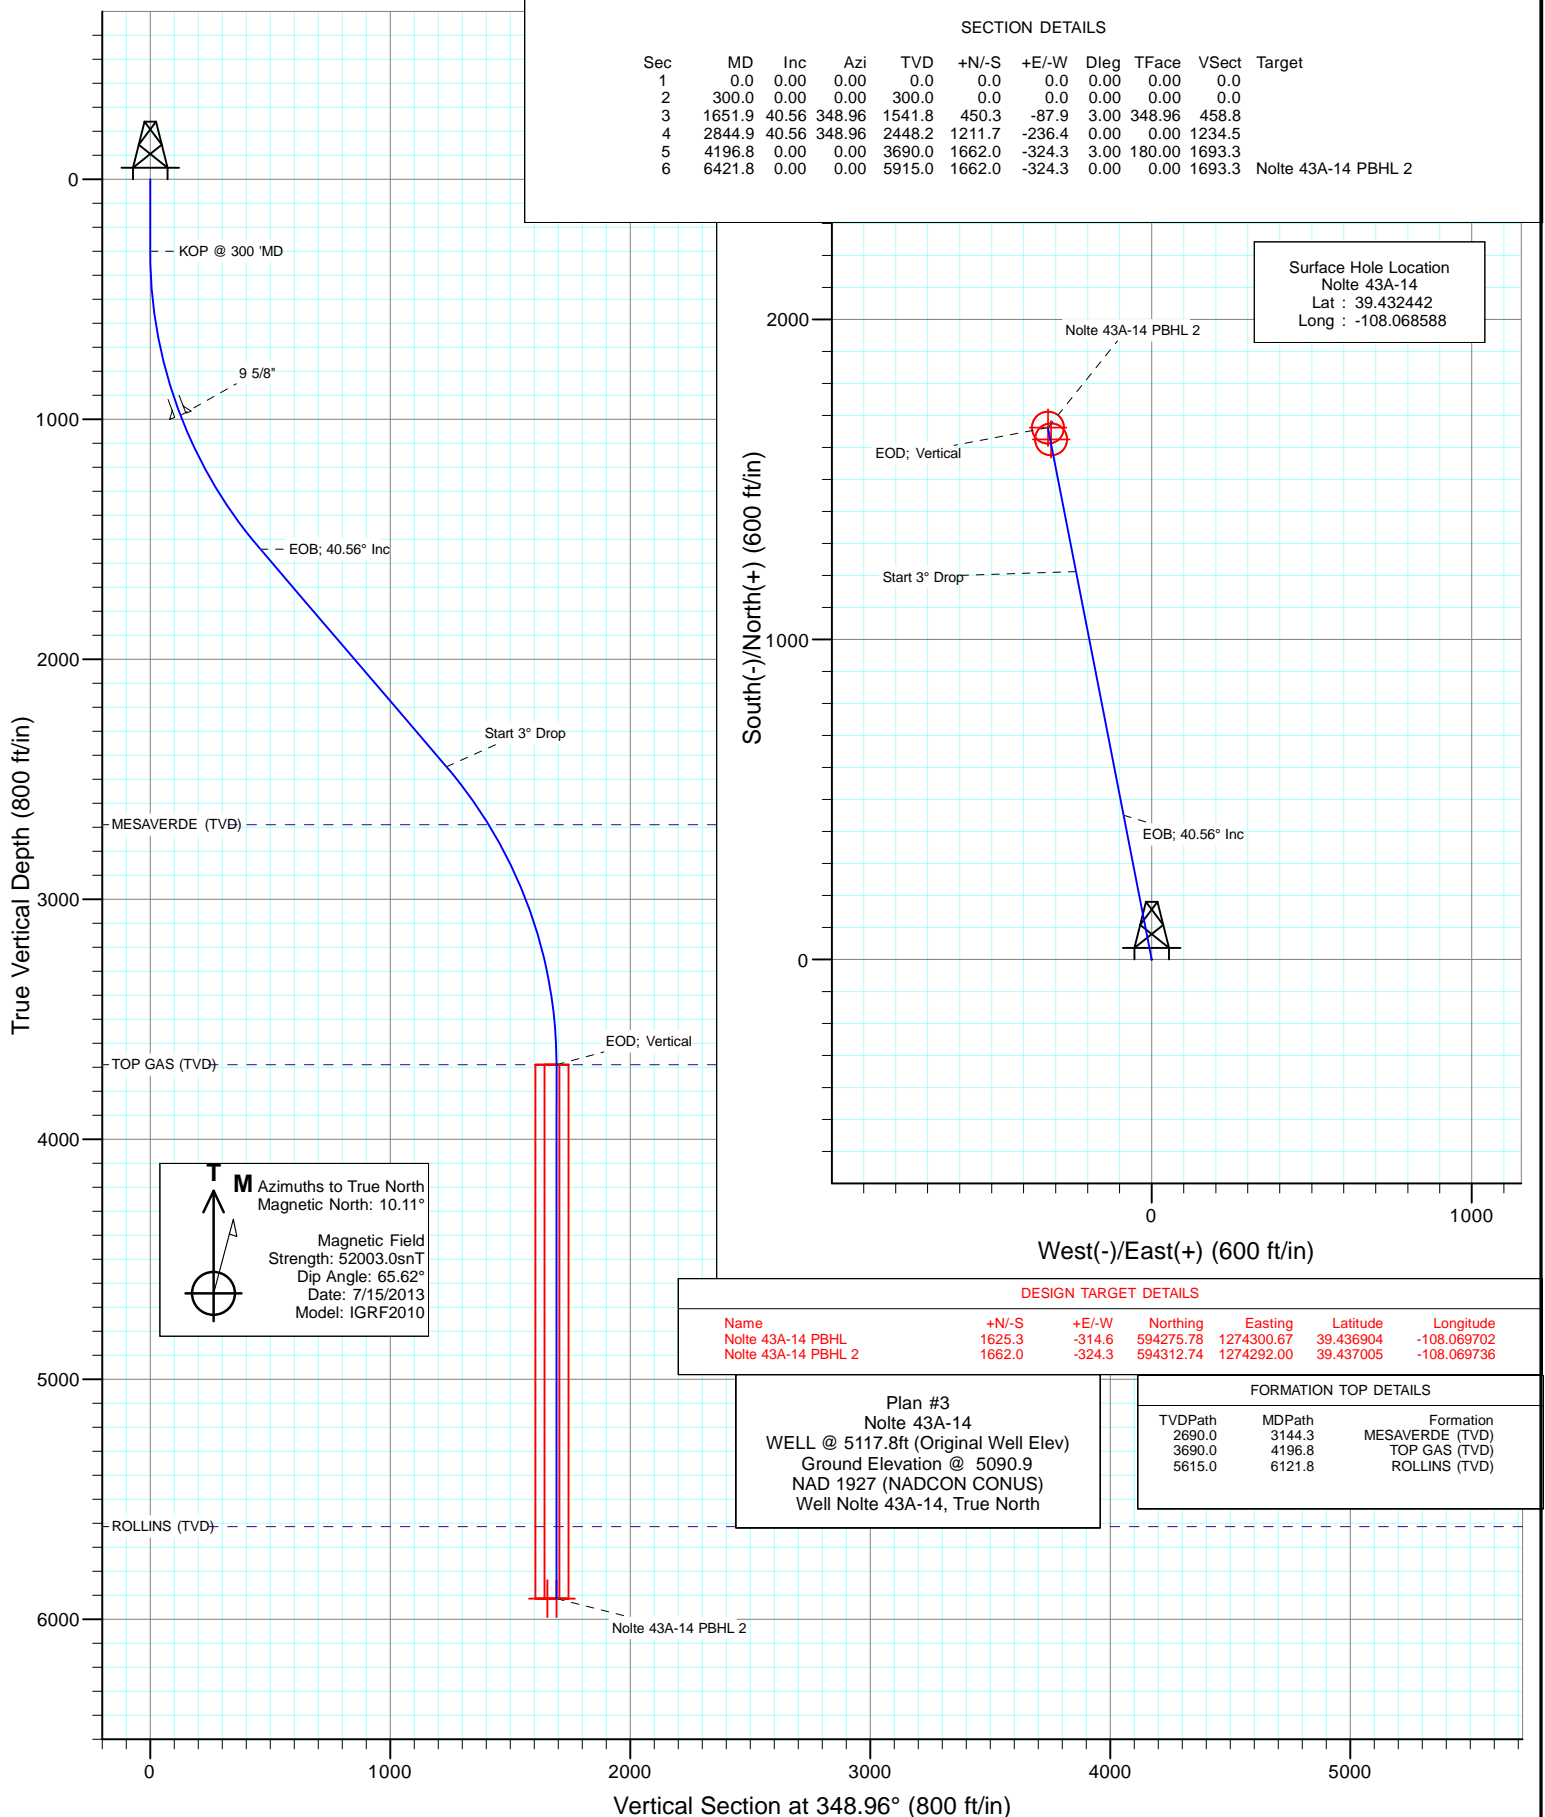 SECTION DETAILS
Sec MD Inc Azi TVD +N/-S +E/-W Dleg TFace VSect Target
1 0.0 0.00 0.00 0.0 0.0 0.0 0.00 0.00 0.0
2 300.0 0.00 0.00 300.0 0.0 0.0 0.00 0.00 0.0
3 1651.9 40.56 348.96 1541.8 450.3 -87.9 3.00 348.96 458.8
4 2844.9 40.56 348.96 2448.2 1211.7 -236.4 0.00 0.00 1234.5
5 4196.8 0.00 0.00 3690.0 1662.0 -324.3 3.00 180.00 1693.3
6 6421.8 0.00 0.00 5915.0 1662.0 -324.3 0.00 0.00 1693.3 Nolte 43A-14 PBHL 2
True Vertical Depth (800 ft/in)
0
1000
2000
3000
4000
5000
6000
KOP @ 300 'MD
9 5/8"
EOB; 40.56° Inc
Start 3° Drop
MESAVERDE (TVD)
EOD; Vertical
TOP GAS (TVD)
ROLLINS (TVD)
Nolte 43A-14 PBHL 2
0
1000
2000
3000
4000
5000
Vertical Section at 348.96° (800 ft/in)
T
M
Azimuths to True North
Magnetic North: 10.11°
Magnetic Field
Strength: 52003.0snT
Dip Angle: 65.62°
Date: 7/15/2013
Model: IGRF2010
Surface Hole Location
Nolte 43A-14
Lat : 39.432442
Long : -108.068588
South(-)/North(+) (600 ft/in)
2000
1000
0
Nolte 43A-14 PBHL 2
EOD; Vertical
Start 3° Drop
EOB; 40.56° Inc
0
1000
West(-)/East(+) (600 ft/in)
DESIGN TARGET DETAILS
Name +N/-S +E/-W Northing Easting Latitude Longitude
Nolte 43A-14 PBHL 1625.3 -314.6 594275.78 1274300.67 39.436904 -108.069702
Nolte 43A-14 PBHL 2 1662.0 -324.3 594312.74 1274292.00 39.437005 -108.069736
Plan #3
Nolte 43A-14
WELL @ 5117.8ft (Original Well Elev)
Ground Elevation @ 5090.9
NAD 1927 (NADCON CONUS)
Well Nolte 43A-14, True North
FORMATION TOP DETAILS
TVDPath MDPath Formation
2690.0 3144.3 MESAVERDE (TVD)
3690.0 4196.8 TOP GAS (TVD)
5615.0 6121.8 ROLLINS (TVD)